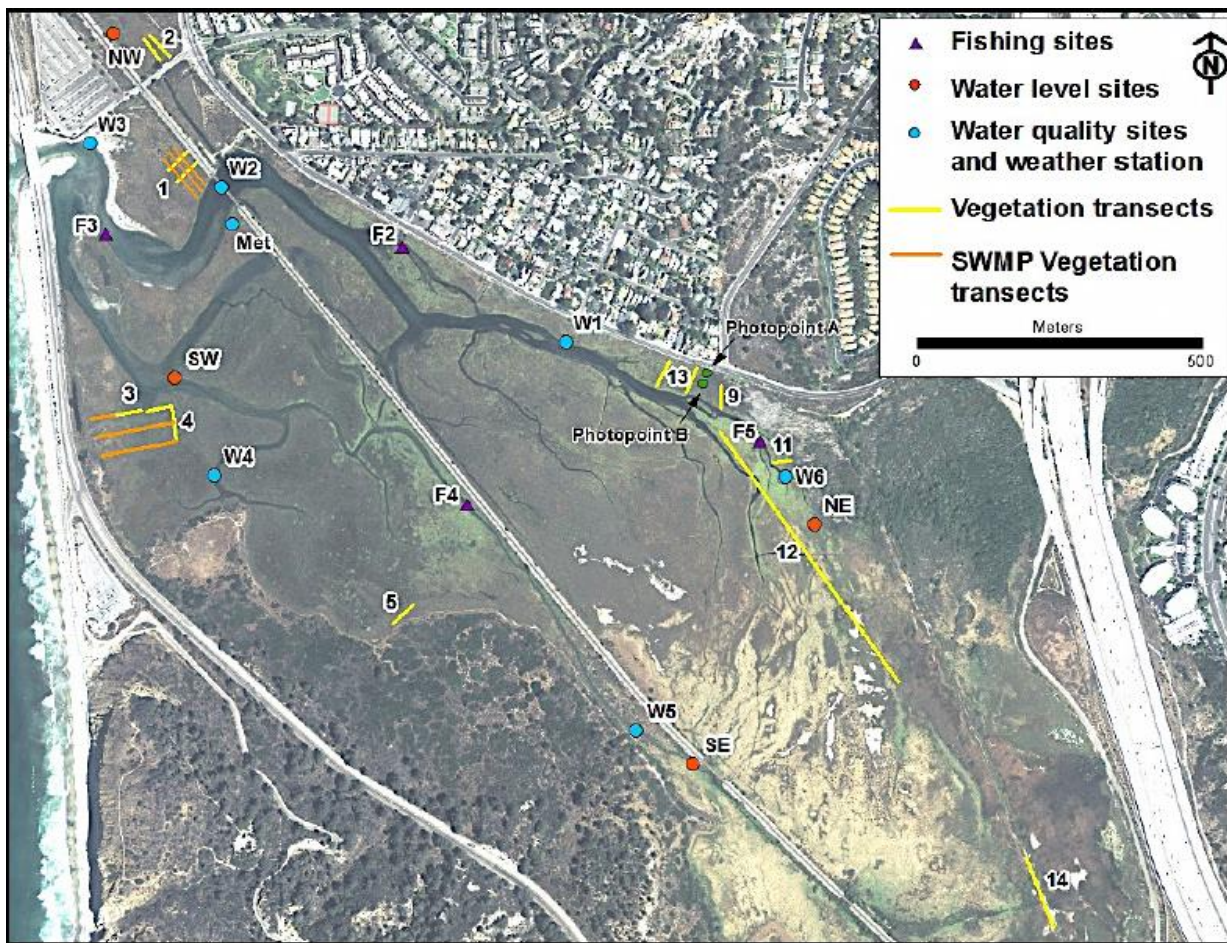 NW
2
W3
1
W2
F3
Met
F2
W1
SW
3
4
W4
F4
5
13
Photopoint A
9
Photopoint B
F5
11
W6
NE
12
W5
SE
14
Fishing sites
N
Water level sites
Water quality sites
and weather station
Vegetation transects
SWMP Vegetation
transects
Meters
0 500